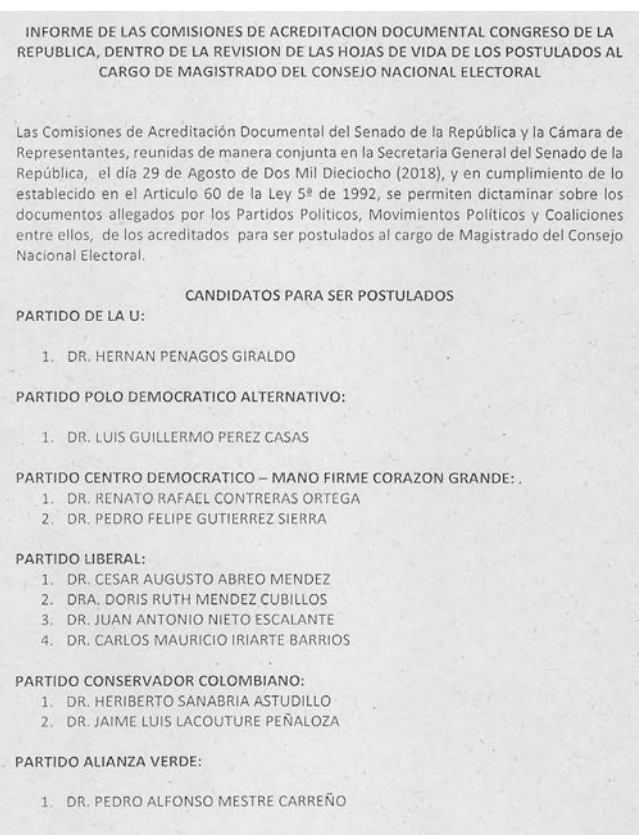 INFORME DE LAS COMISIONES DE ACREDITACION DOCUMENTAL CONGRESO DE LA
REPUBLICA, DENTRO DE LA REVISION DE LAS HOJAS DE VIDA DE LOS POSTULADOS AL
CARGO DE MAGISTRADO DEL CONSEJO NACIONAL ELECTORAL
Las Comisiones de Acreditación Documental del Senado de la República y la Cámara de
Representantes, reunidas de manera conjunta en la Secretaria General del Senado de la
República, el día 29 de Agosto de Dos Mil Dieciocho (2018), y en cumplimiento de lo
establecido en el Articulo 60 de la Ley 5ª de 1992, se permiten dictaminar sobre los
documentos allegados por los Partidos Políticos, Movimientos Políticos y Coaliciones
entre ellos, de los acreditados para ser postulados al cargo de Magistrado del Consejo
Nacional Electoral.
CANDIDATOS PARA SER POSTULADOS
PARTIDO DE LA U:
1. DR. HERNAN PENAGOS GIRALDO
PARTIDO POLO DEMOCRATICO ALTERNATIVO:
1. DR. LUIS GUILLERMO PEREZ CASAS
PARTIDO CENTRO DEMOCRATICO – MANO FIRME CORAZON GRANDE: .
1. DR. RENATO RAFAEL CONTRERAS ORTEGA
2. DR. PEDRO FELIPE GUTIERREZ SIERRA
PARTIDO LIBERAL:
1. DR. CESAR AUGUSTO ABREO MENDEZ
2. DRA. DORIS RUTH MENDEZ CUBILLOS
3. DR. JUAN ANTONIO NIETO ESCALANTE
4. DR. CARLOS MAURICIO IRIARTE BARRIOS
PARTIDO CONSERVADOR COLOMBIANO:
1. DR. HERIBERTO SANABRIA ASTUDILLO
2. DR. JAIME LUIS LACOUTURE PEÑALOZA
PARTIDO ALIANZA VERDE:
1. DR. PEDRO ALFONSO MESTRE CARREÑO